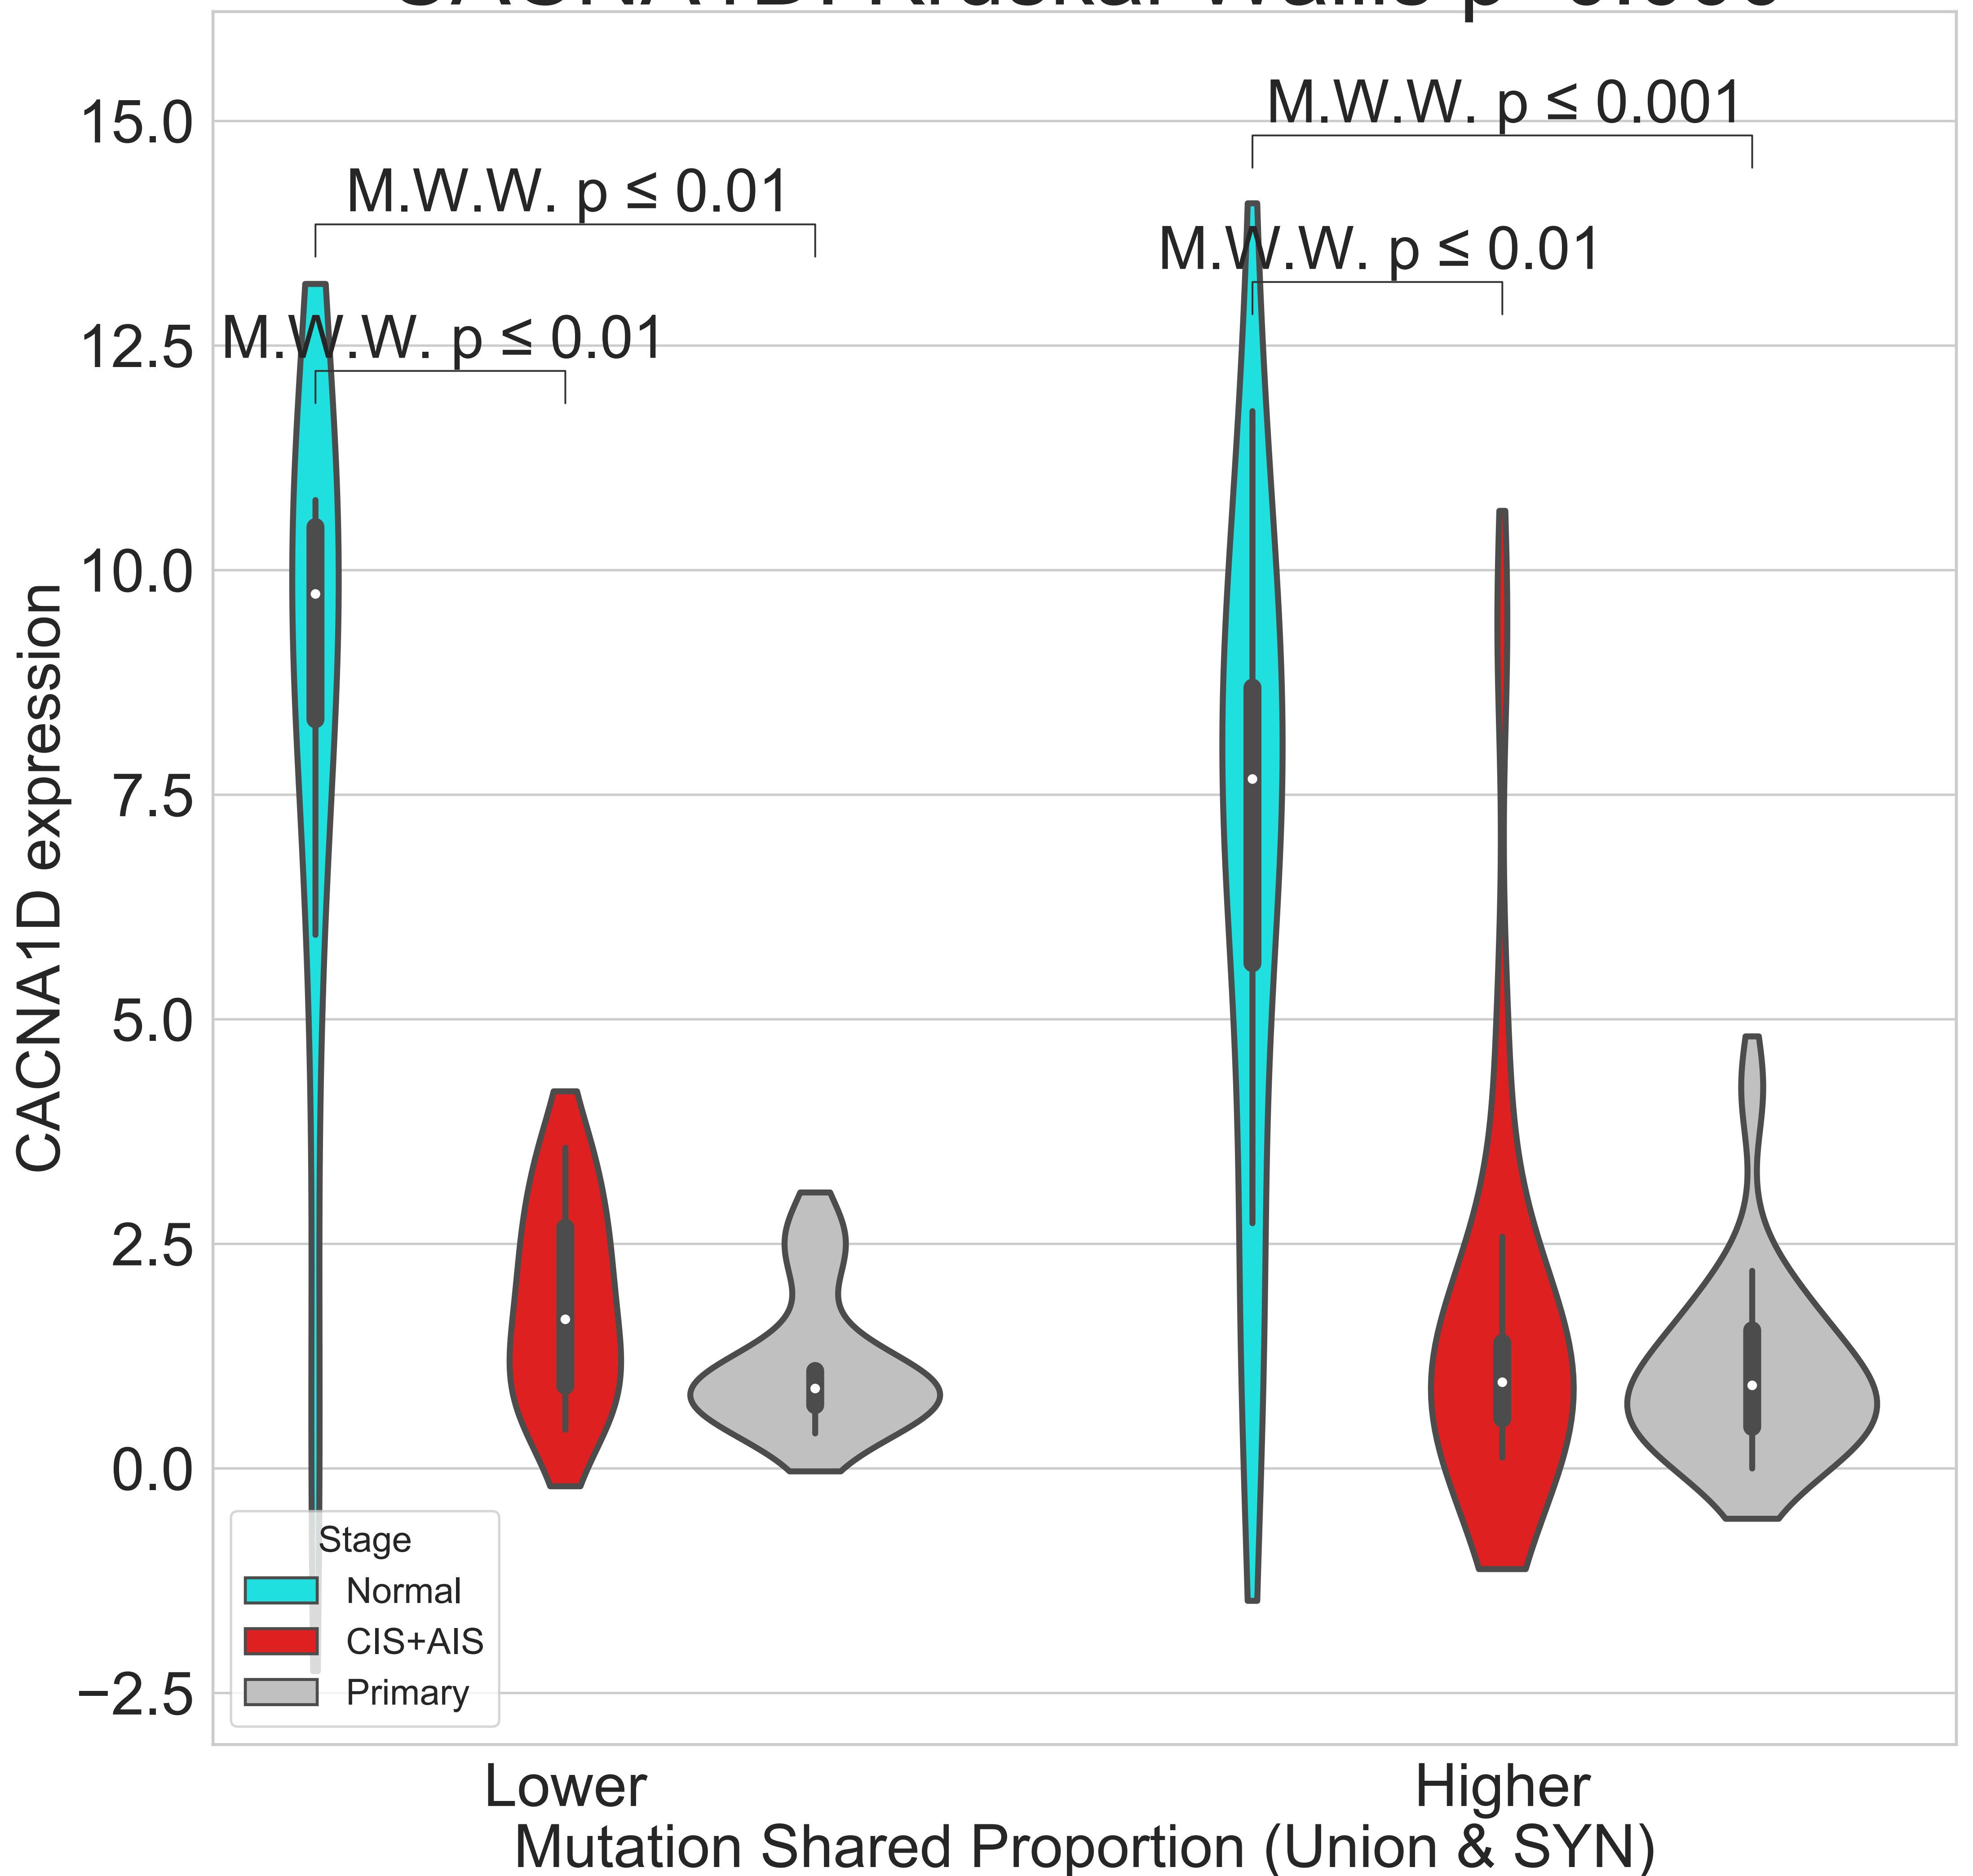 M.W.W. p ≤ 0.001
M.W.W. p ≤ 0.01
M.W.W. p ≤ 0.01
M.W.W. p ≤ 0.01
15.0
12.5
10.0
7.5
5.0
2.5
0.0
−2.5
CACNA1D expression
Stage
Normal
CIS+AIS
Primary
Lower
Higher
Mutation Shared Proportion (Union & SYN)